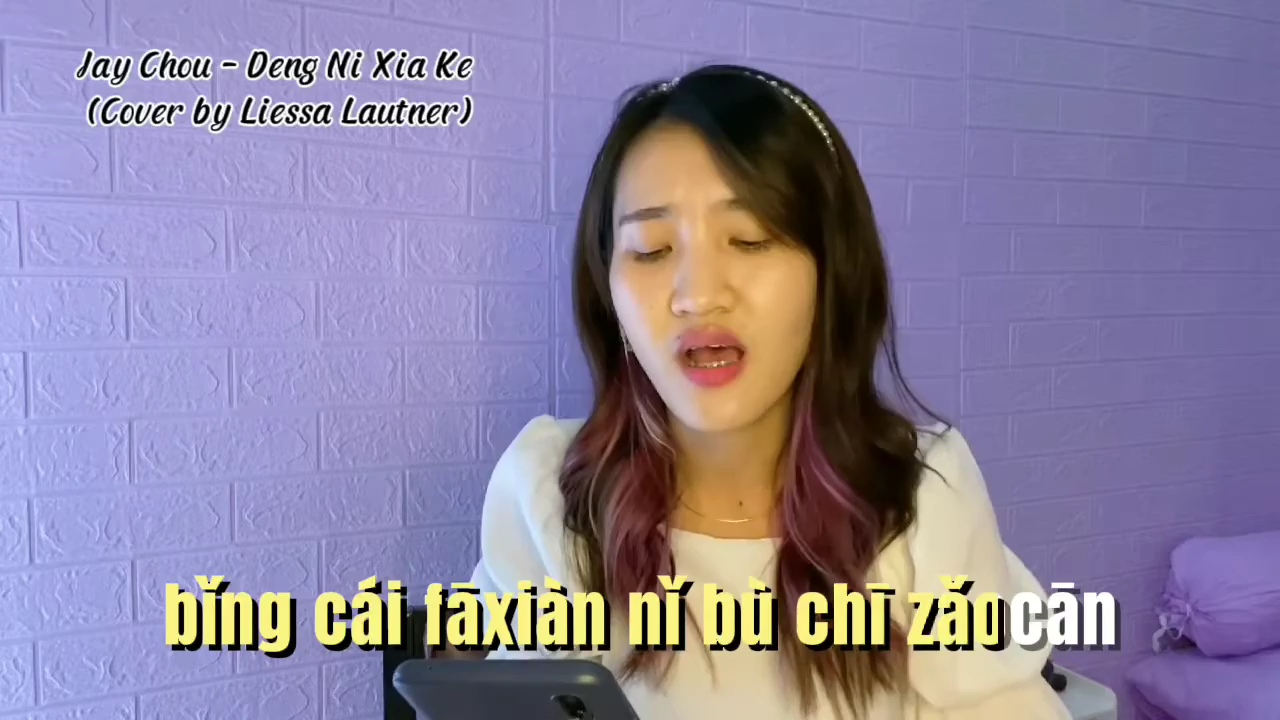 Jay Chou - Deng Ni Xia Ke
(Cover by Liessa Lautner)
bǐng cái fāxiàn nǐ bù chī zǎocān